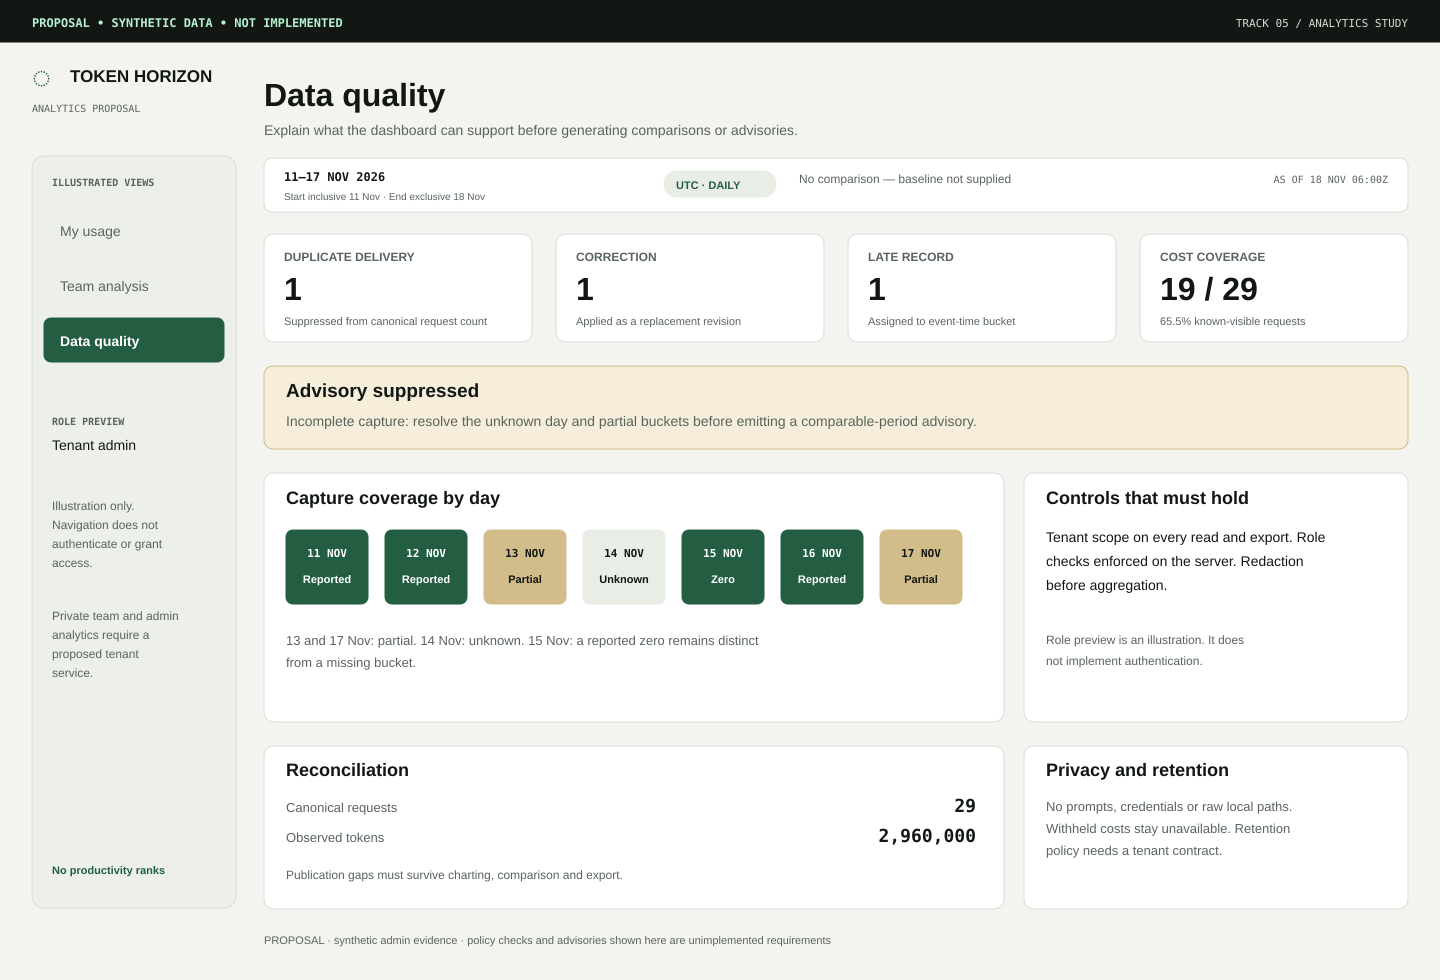 PROPOSAL • SYNTHETIC DATA • NOT IMPLEMENTED
TRACK 05 / ANALYTICS STUDY
TOKEN HORIZON
ANALYTICS PROPOSAL
ILLUSTRATED VIEWS
My usage
Team analysis
Data quality
ROLE PREVIEW
Tenant admin
Illustration only.
Navigation does not
authenticate or grant
access.
Private team and admin
analytics require a
proposed tenant
service.
No productivity ranks
Data quality
Explain what the dashboard can support before generating comparisons or advisories.
11–17 NOV 2026
Start inclusive 11 Nov · End exclusive 18 Nov
UTC · DAILY
No comparison — baseline not supplied
AS OF 18 NOV 06:00Z
DUPLICATE DELIVERY
1
Suppressed from canonical request count
CORRECTION
1
Applied as a replacement revision
LATE RECORD
1
Assigned to event-time bucket
COST COVERAGE
19 / 29
65.5% known-visible requests
Advisory suppressed
Incomplete capture: resolve the unknown day and partial buckets before emitting a comparable-period advisory.
Capture coverage by day
11 NOV
Reported
12 NOV
Reported
13 NOV
Partial
14 NOV
Unknown
15 NOV
Zero
16 NOV
Reported
17 NOV
Partial
13 and 17 Nov: partial. 14 Nov: unknown. 15 Nov: a reported zero remains distinct
from a missing bucket.
Controls that must hold
Tenant scope on every read and export. Role
checks enforced on the server. Redaction
before aggregation.
Role preview is an illustration. It does
not implement authentication.
Reconciliation
Canonical requests
29
Observed tokens
2,960,000
Publication gaps must survive charting, comparison and export.
Privacy and retention
No prompts, credentials or raw local paths.
Withheld costs stay unavailable. Retention
policy needs a tenant contract.
PROPOSAL · synthetic admin evidence · policy checks and advisories shown here are unimplemented requirements